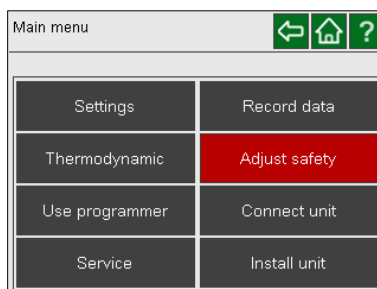 Main menu
?
Settings
Record data
Thermodynamic
Adjust safety
Use programmer
Connect unit
Service
Install unit